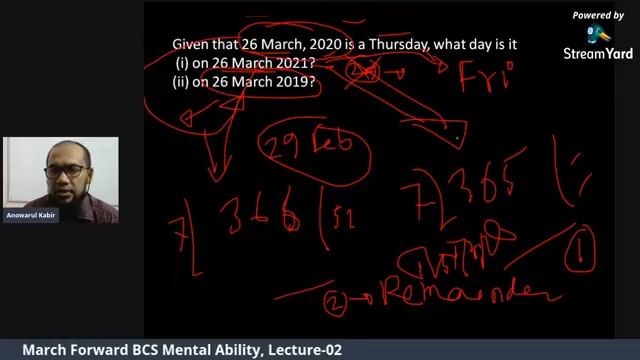 Powered by
StreamYard
Given that 26 March, 2020 is a Thursday, what day is it
(i) on 26 March 2021?
(ii) on 26 March 2019?
Fri
29 Feb
7) 366 (52
7) 365 (
1
2 → Remainder
Anowarul Kabir
March Forward BCS Mental Ability, Lecture-02